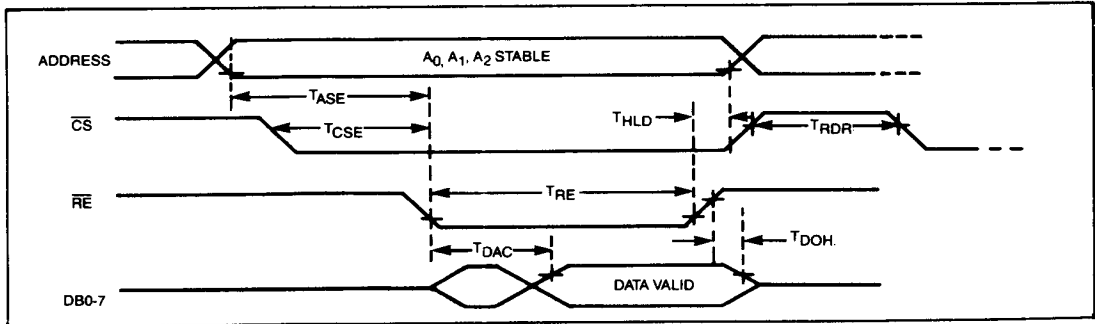 ADDRESS
A0, A1, A2 STABLE
TASE
CS
TCSE
THLD
TRDR
RE
TRE
TDAC
TDOH.
DB0-7
DATA VALID